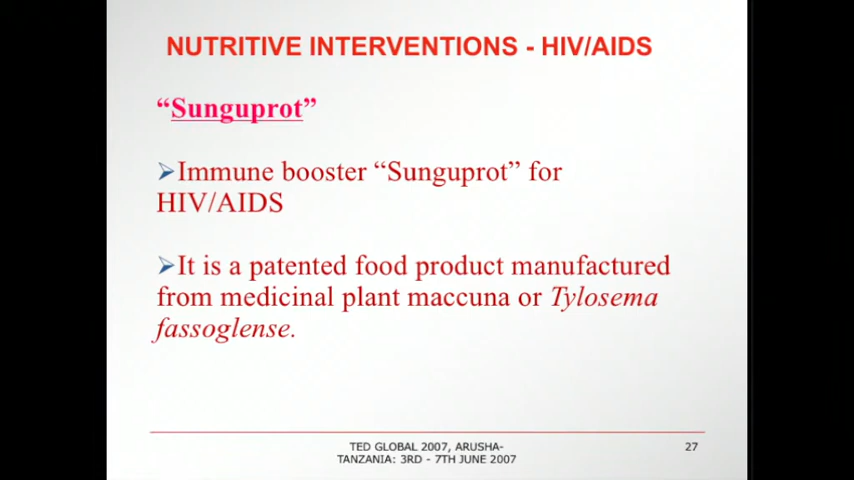 NUTRITIVE INTERVENTIONS - HIV/AIDS
“Sunguprot”
➢Immune booster “Sunguprot” for
HIV/AIDS
➢It is a patented food product manufactured
from medicinal plant maccuna or Tylosema
fassoglense.
TED GLOBAL 2007, ARUSHA-
TANZANIA: 3RD - 7TH JUNE 2007
27